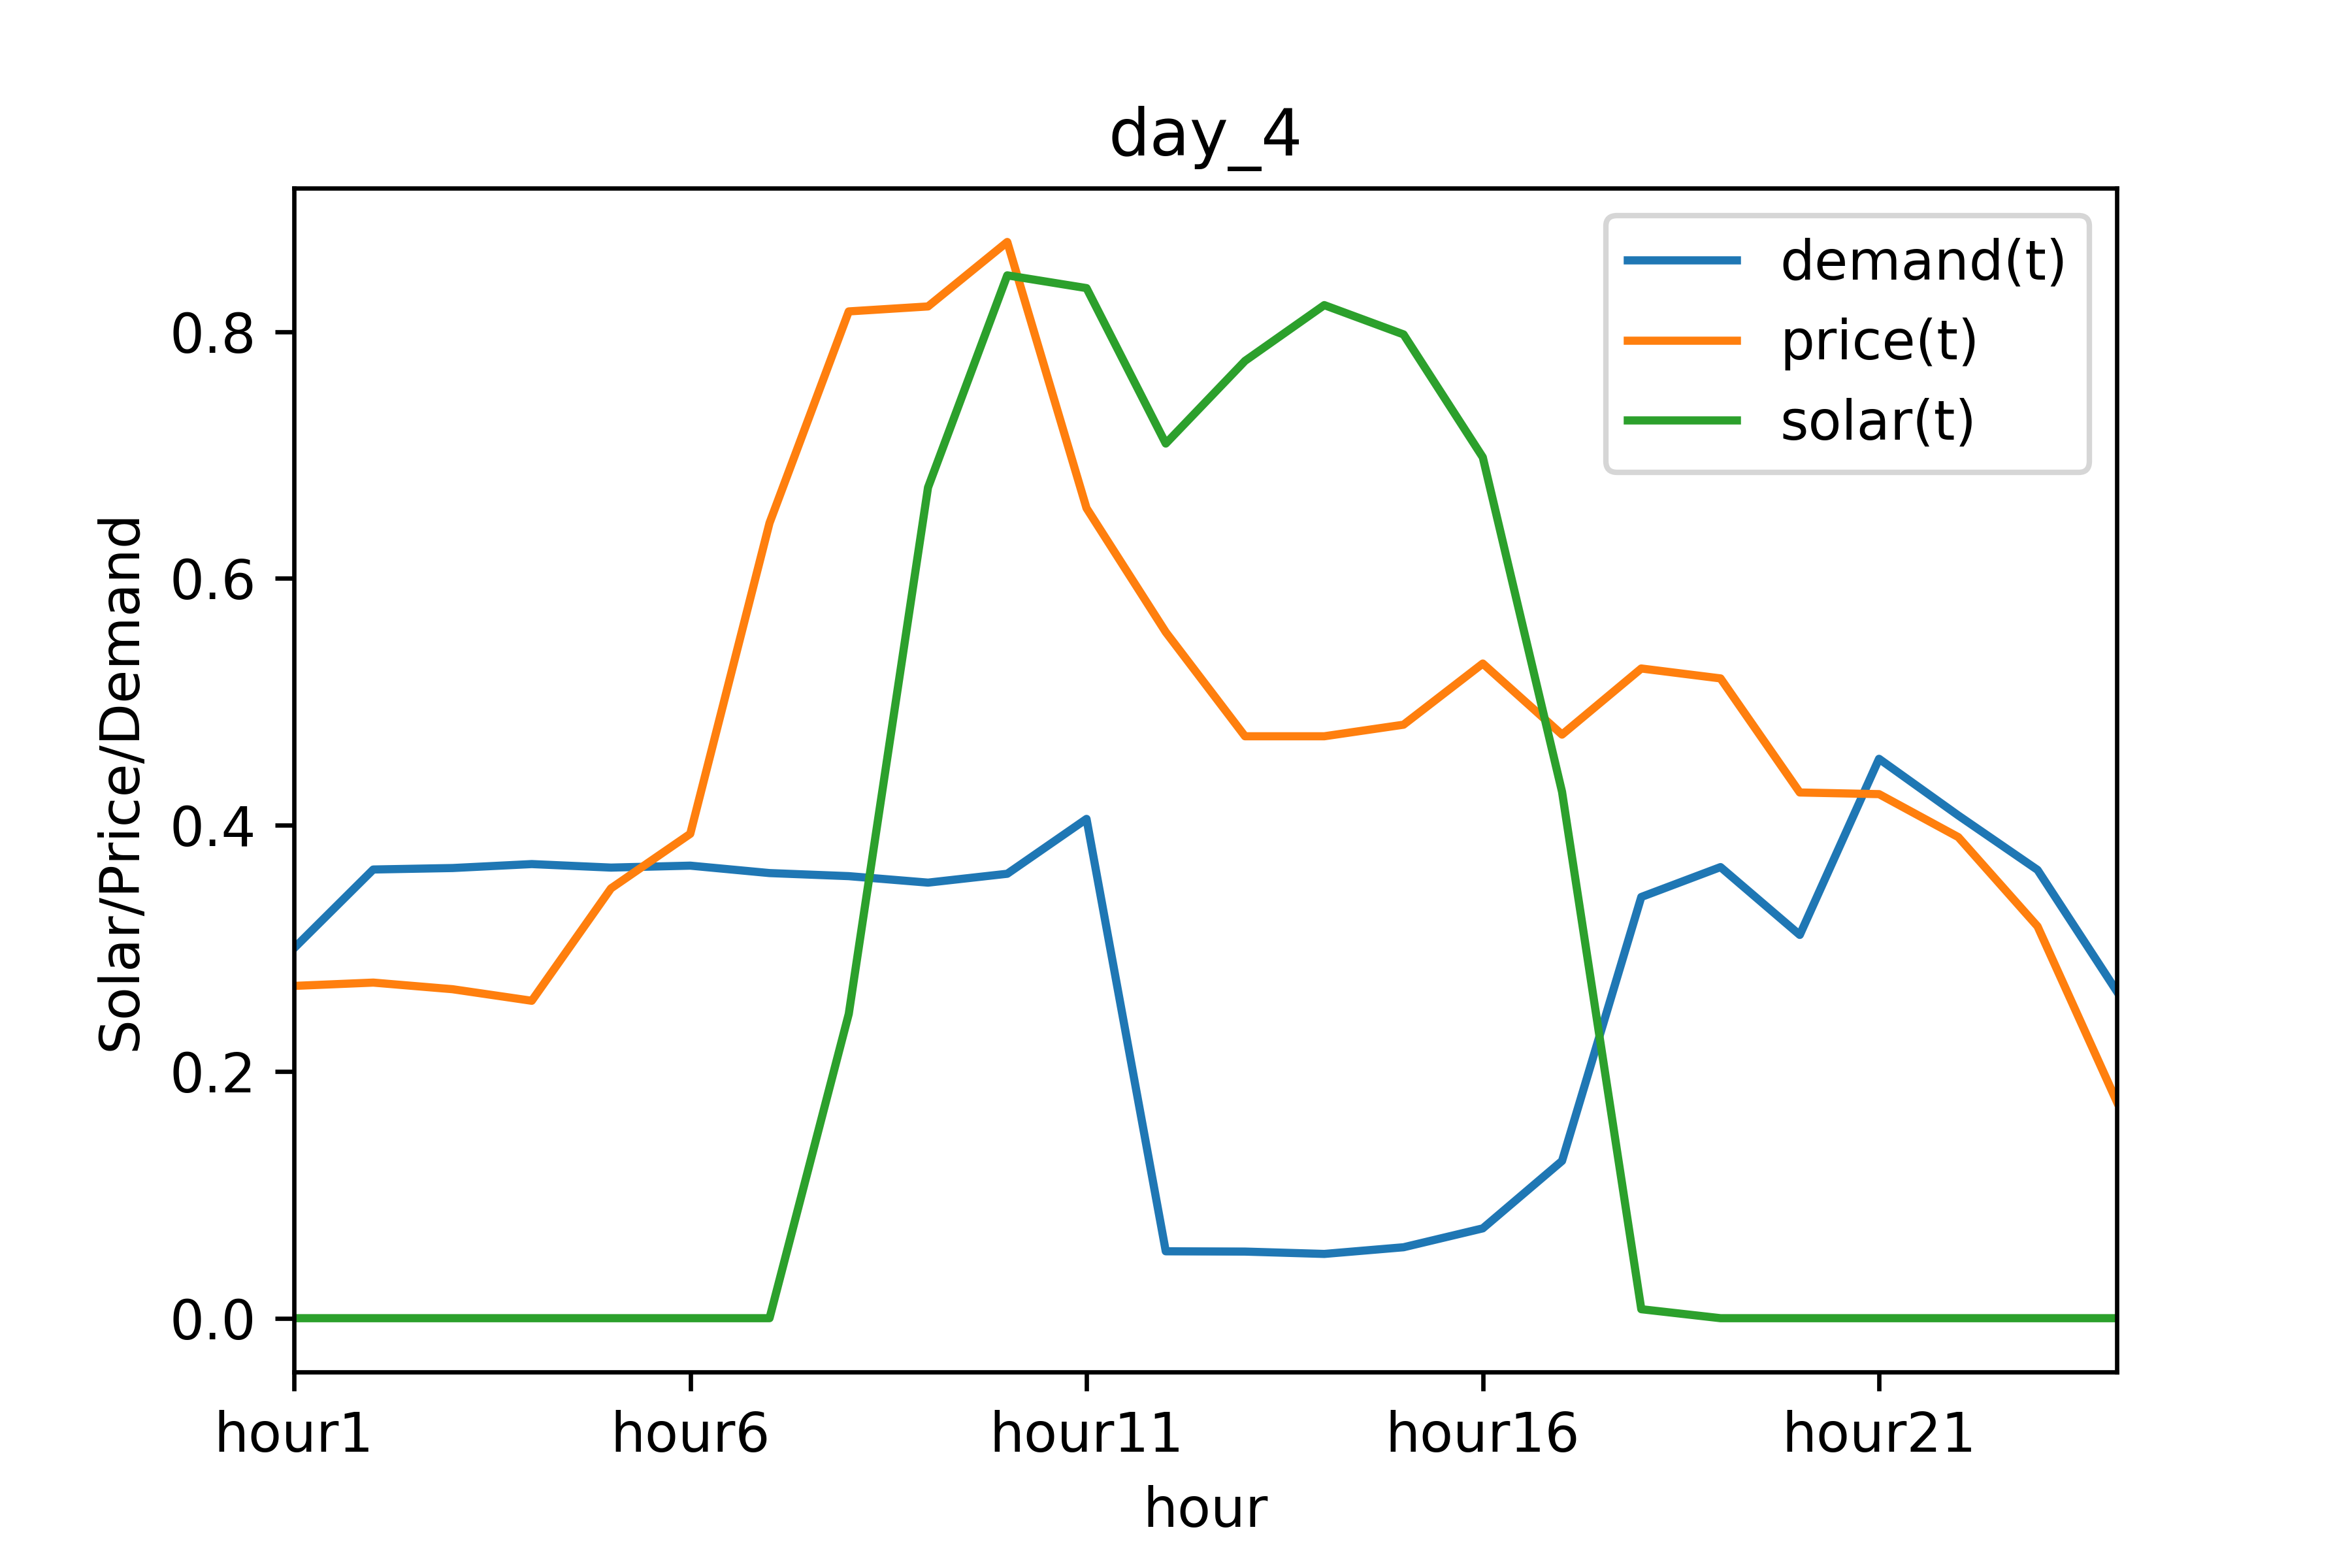 day_4
demand(t)
price(t)
solar(t)
Solar/Price/Demand
0.8
0.6
0.4
0.2
0.0
hour1 hour6 hour11 hour16 hour21
hour